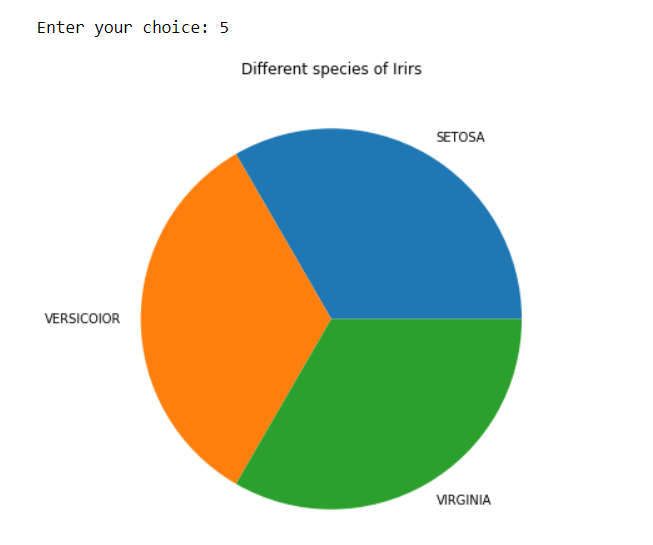 Enter your choice: 5
Different species of Irirs
SETOSA
VERSICOIOR
VIRGINIA